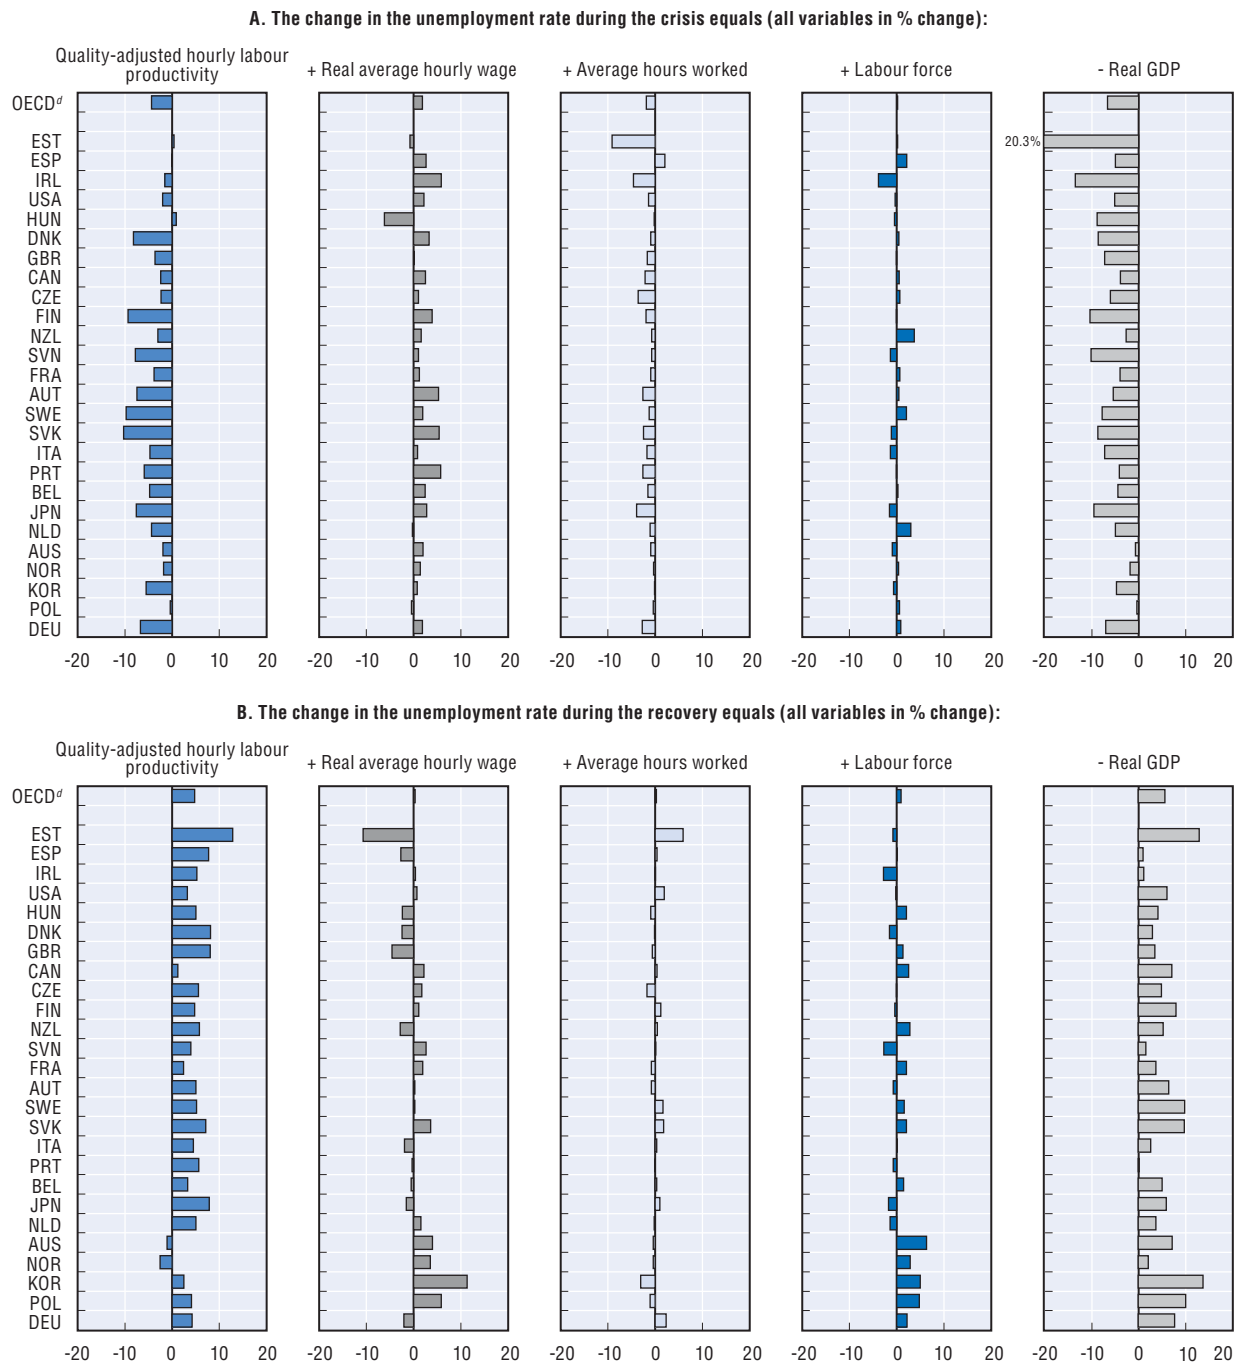 A. The change in the unemployment rate during the crisis equals (all variables in % change):
Quality-adjusted hourly labour
productivity
+ Real average hourly wage
+ Average hours worked
+ Labour force
- Real GDP
OECDᵈ
EST
20.3%
ESP
IRL
USA
HUN
DNK
GBR
CAN
CZE
FIN
NZL
SVN
FRA
AUT
SWE
SVK
ITA
PRT
BEL
JPN
NLD
AUS
NOR
KOR
POL
DEU
-20 -10 0 10 20 -20 -10 0 10 20 -20 -10 0 10 20 -20 -10 0 10 20 -20 -10 0 10 20
B. The change in the unemployment rate during the recovery equals (all variables in % change):
Quality-adjusted hourly labour
productivity
+ Real average hourly wage
+ Average hours worked
+ Labour force
- Real GDP
OECDᵈ
EST
ESP
IRL
USA
HUN
DNK
GBR
CAN
CZE
FIN
NZL
SVN
FRA
AUT
SWE
SVK
ITA
PRT
BEL
JPN
NLD
AUS
NOR
KOR
POL
DEU
-20 -10 0 10 20 -20 -10 0 10 20 -20 -10 0 10 20 -20 -10 0 10 20 -20 -10 0 10 20